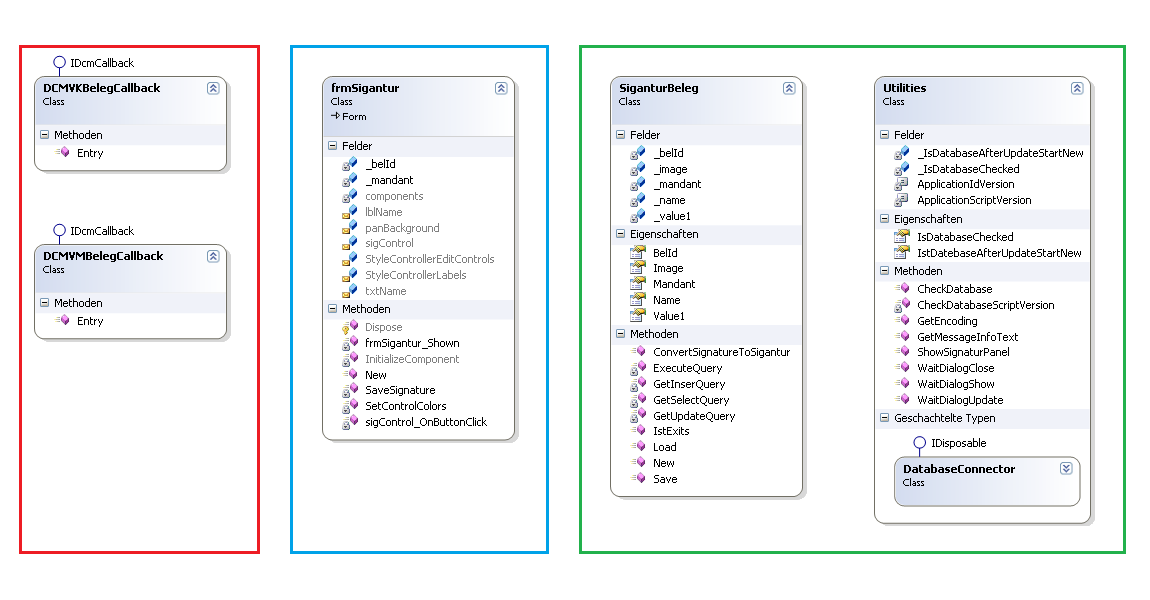 IDcmCallback
DCMVKBelegCallback
Class
Methoden
Entry
IDcmCallback
DCMVMBelegCallback
Class
Methoden
Entry
frmSigantur
Class
Form
Felder
_belId
_mandant
components
lblName
panBackground
sigControl
StyleControllerEditControls
StyleControllerLabels
txtName
Methoden
Dispose
frmSigantur_Shown
InitializeComponent
New
SaveSignature
SetControlColors
sigControl_OnButtonClick
SiganturBeleg
Class
Felder
_belId
_image
_mandant
_name
_value1
Eigenschaften
BelId
Image
Mandant
Name
Value1
Methoden
ConvertSignatureToSigantur
ExecuteQuery
GetInserQuery
GetSelectQuery
GetUpdateQuery
IstExits
Load
New
Save
Utilities
Class
Felder
_IsDatabaseAfterUpdateStartNew
_IsDatabaseChecked
ApplicationIdVersion
ApplicationScriptVersion
Eigenschaften
IsDatabaseChecked
IstDatebaseAfterUpdateStartNew
Methoden
CheckDatabase
CheckDatabaseScriptVersion
GetEncoding
GetMessageInfoText
ShowSignaturPanel
WaitDialogClose
WaitDialogShow
WaitDialogUpdate
Geschachtelte Typen
IDisposable
DatabaseConnector
Class